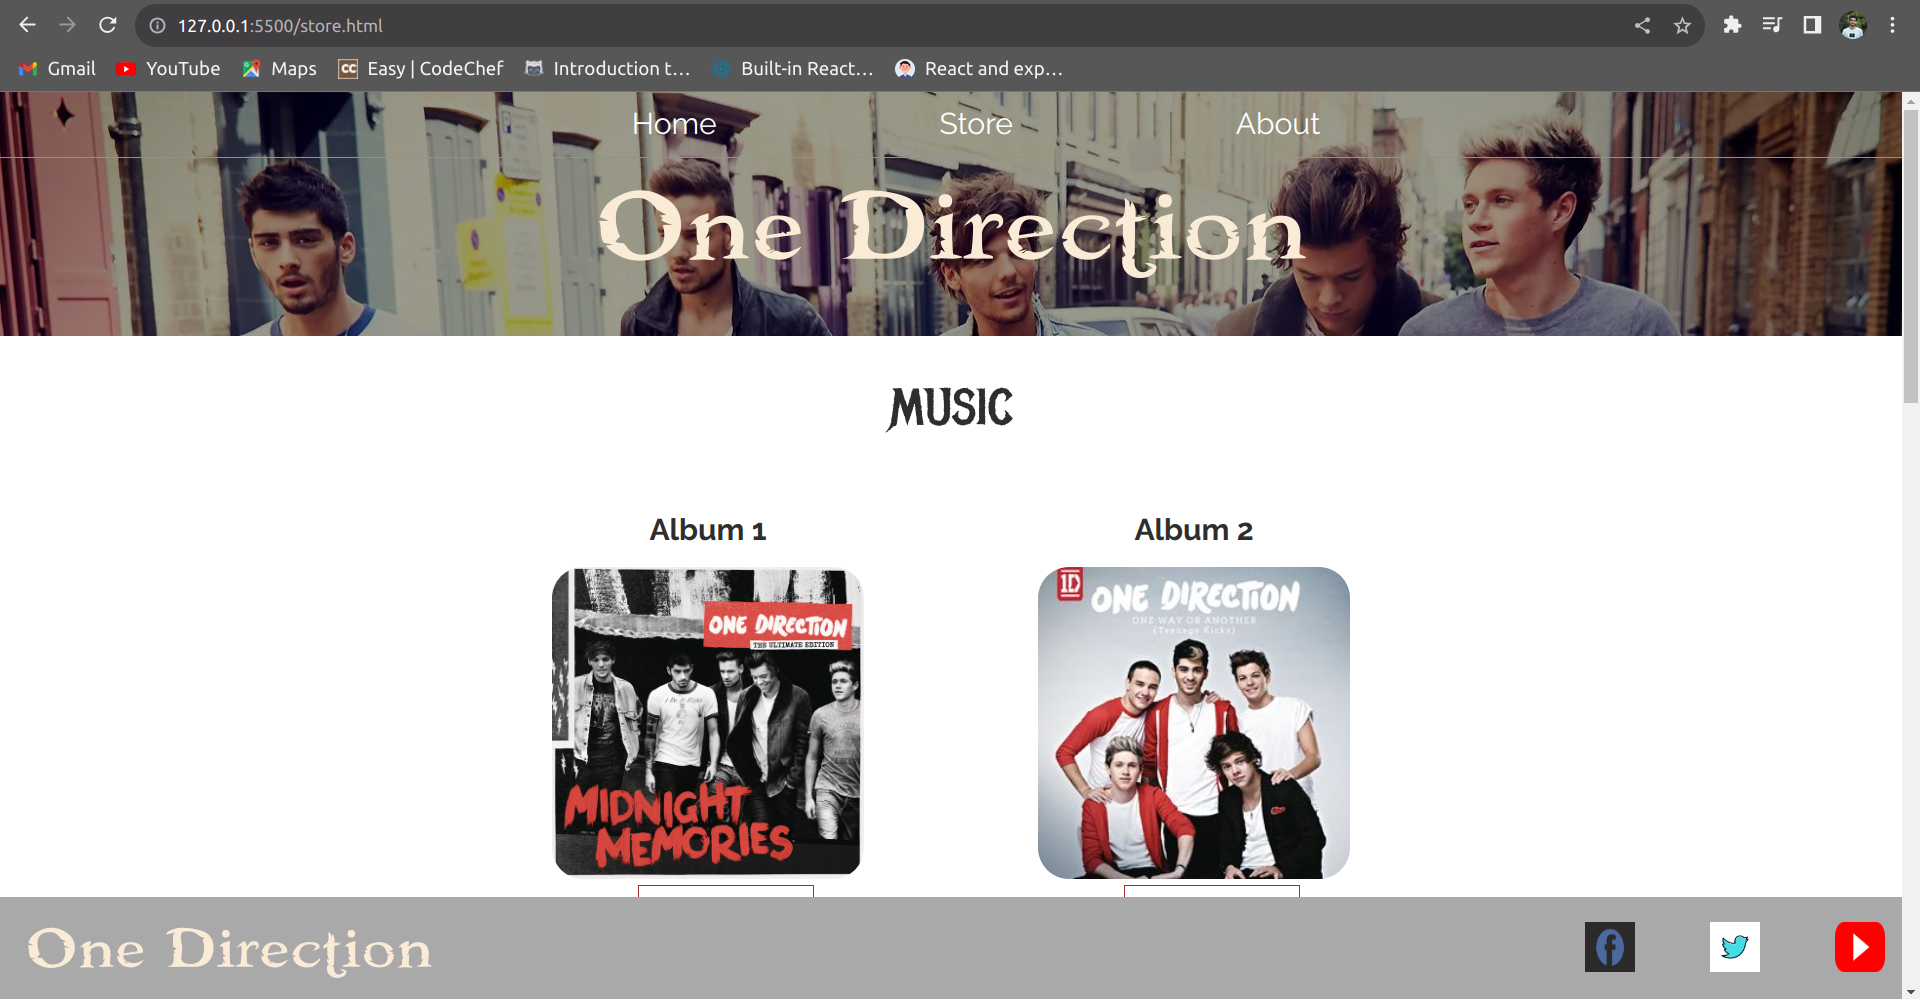 127.0.0.1:5500/store.html
Gmail YouTube Maps CC Easy | CodeChef Introduction t... Built-in React... React and exp...
Home Store About
One Direction
MUSIC
Album 1 Album 2
ONE DIRECTION
THE ULTIMATE EDITION
MIDNIGHT
MEMORIES
1D ONE DIRECTION
ONE WAY OR ANOTHER
(Teenage Kicks)
One Direction